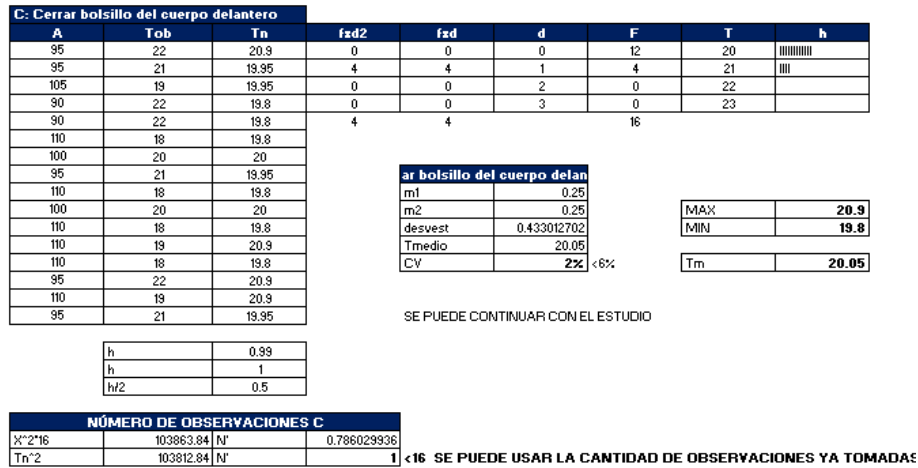 C: Cerrar bolsillo del cuerpo delantero
A Tob Tn fxd2 fxd d F T h
95 22 20.9 0 0 0 12 20 ||||||||||||
95 21 19.95 4 4 1 4 21 ||||
105 19 19.95 0 0 2 0 22
90 22 19.8 0 0 3 0 23
90 22 19.8 4 4 16
110 18 19.8
100 20 20
95 21 19.95 ar bolsillo del cuerpo delan
110 18 19.8 m1 0.25
100 20 20 m2 0.25 MAX 20.9
110 18 19.8 desvest 0.433012702 MIN 19.8
110 19 20.9 Tmedio 20.05
110 18 19.8 CV 2% <6% Tm 20.05
95 22 20.9
110 19 20.9
95 21 19.95 SE PUEDE CONTINUAR CON EL ESTUDIO
h 0.99
h 1
h/2 0.5
NÚMERO DE OBSERVACIONES C
X^2*16 103863.84 N' 0.786029936
Tn^2 103812.84 N' 1 <16 SE PUEDE USAR LA CANTIDAD DE OBSERVACIONES YA TOMADAS